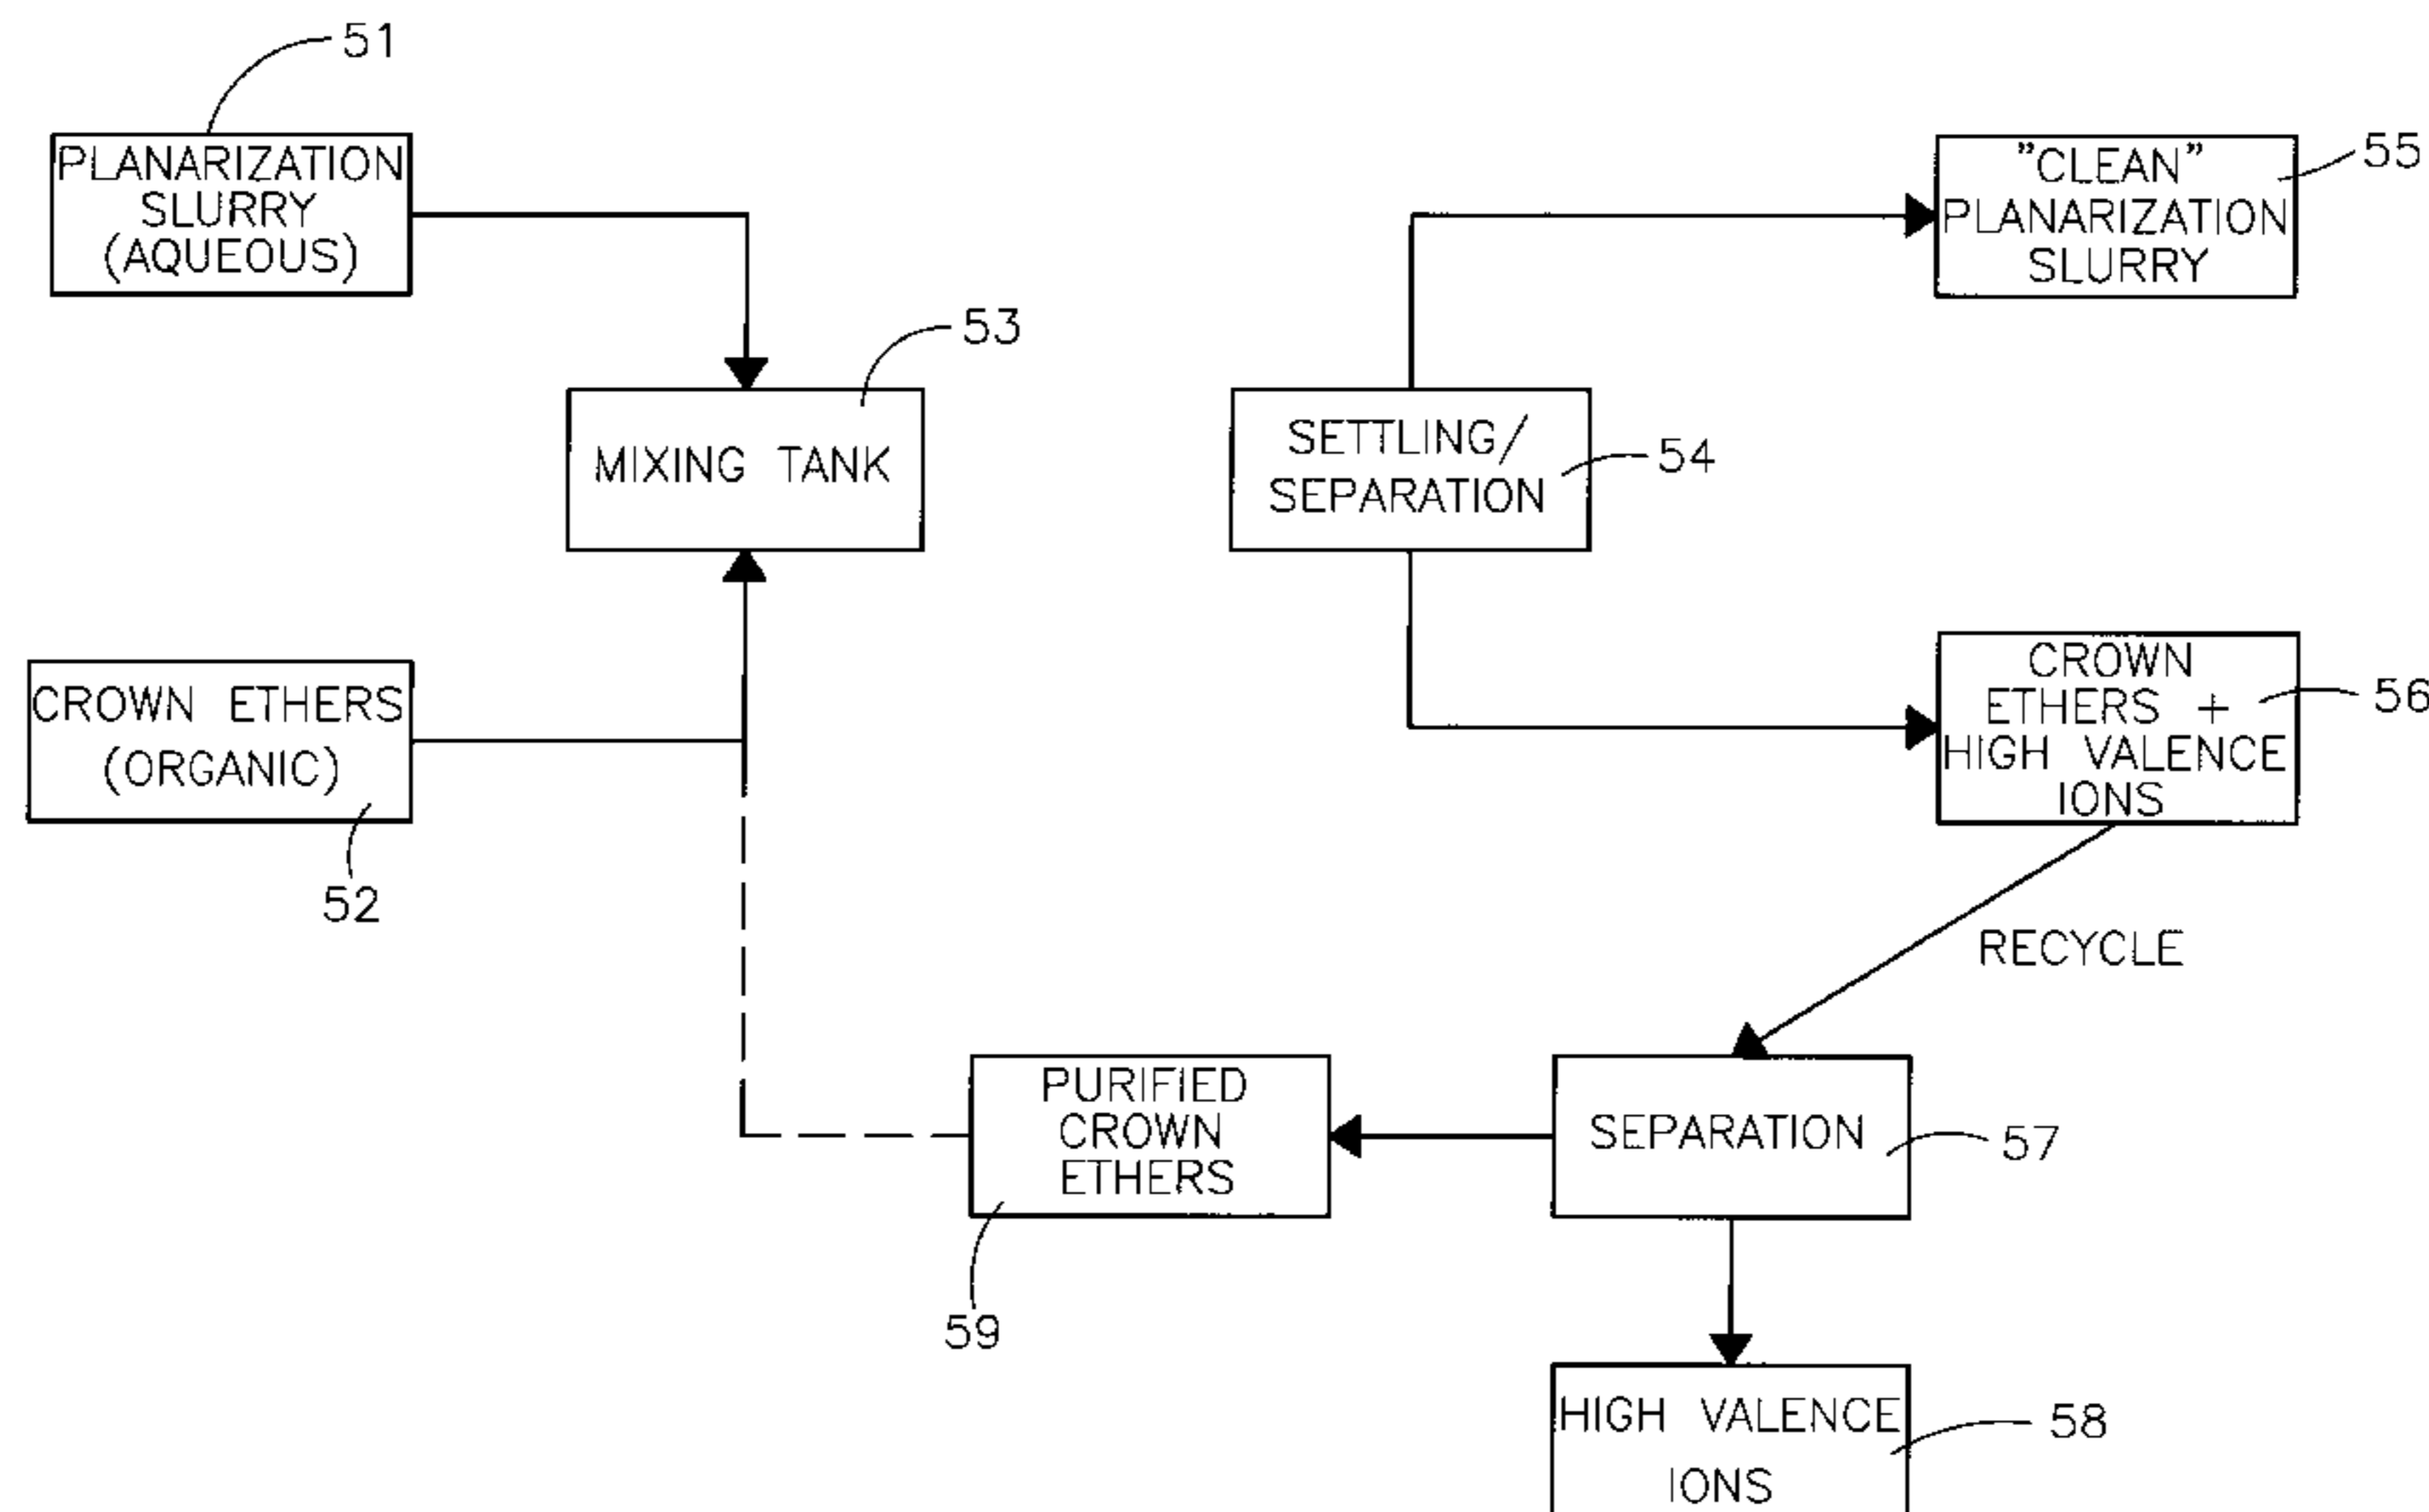 51
PLANARIZATION
SLURRY
(AQUEOUS)
"CLEAN"
PLANARIZATION
SLURRY
55
53
MIXING TANK
SETTLING/
SEPARATION
54
CROWN ETHERS
(ORGANIC)
52
CROWN
ETHERS +
HIGH VALENCE
IONS
56
RECYCLE
PURIFIED
CROWN
ETHERS
59
SEPARATION
57
HIGH VALENCE
IONS
58